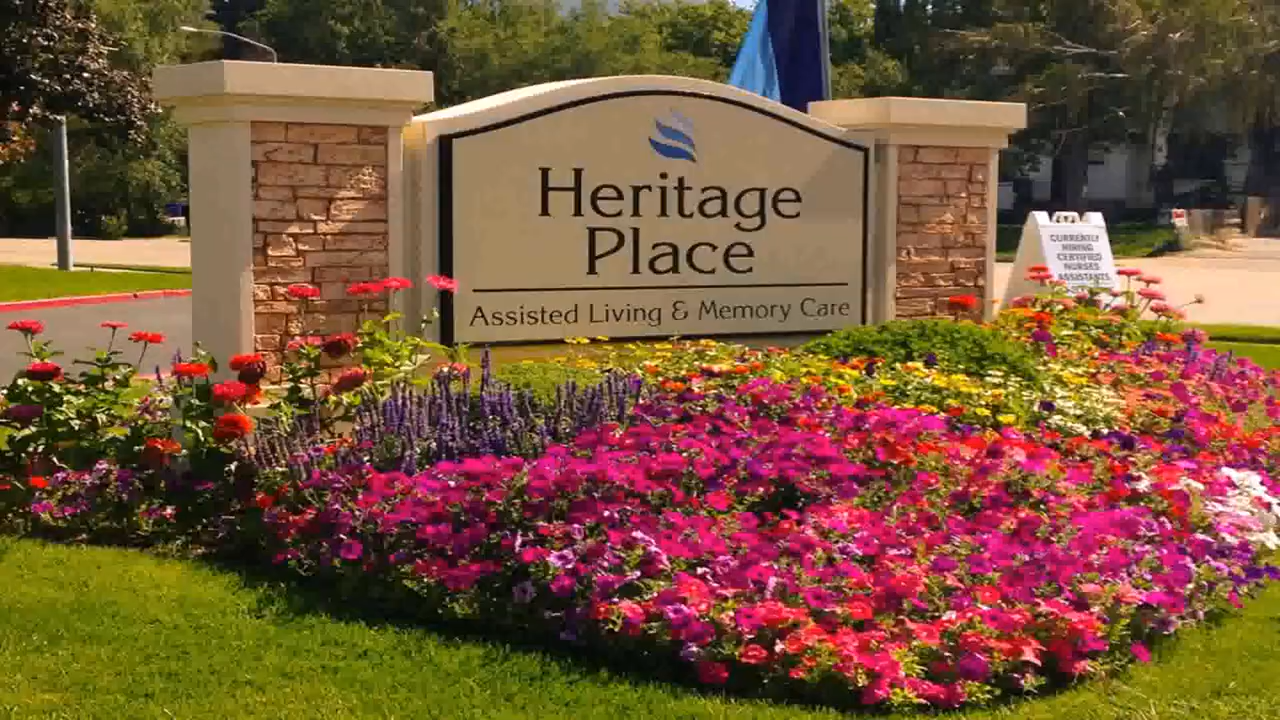 Heritage
Place
Assisted Living & Memory Care
CURRENTLY
HIRING
CERTIFIED
NURSES
ASSISTANTS